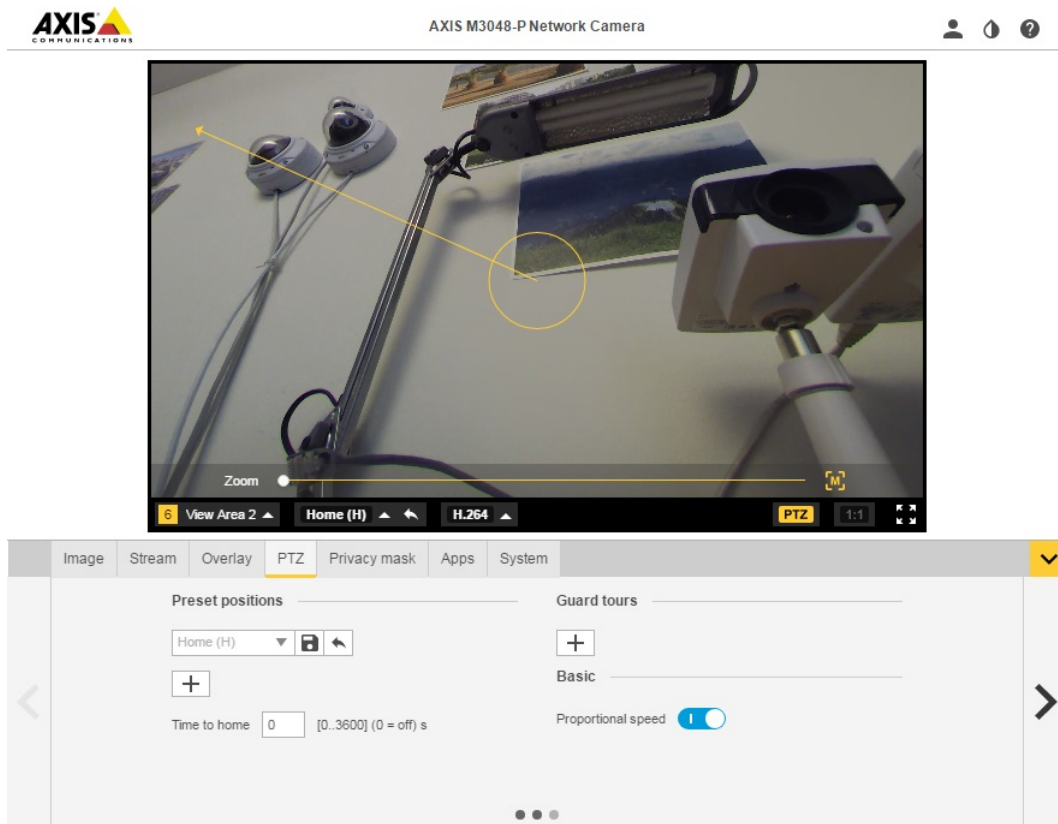 AXIS
COMMUNICATIONS
AXIS M3048-P Network Camera
Zoom
M
6 View Area 2 Home (H) H.264 PTZ 1:1
Image Stream Overlay PTZ Privacy mask Apps System
Preset positions
Home (H)
Time to home 0 [0..3600] (0 = off) s
Guard tours
Basic
Proportional speed